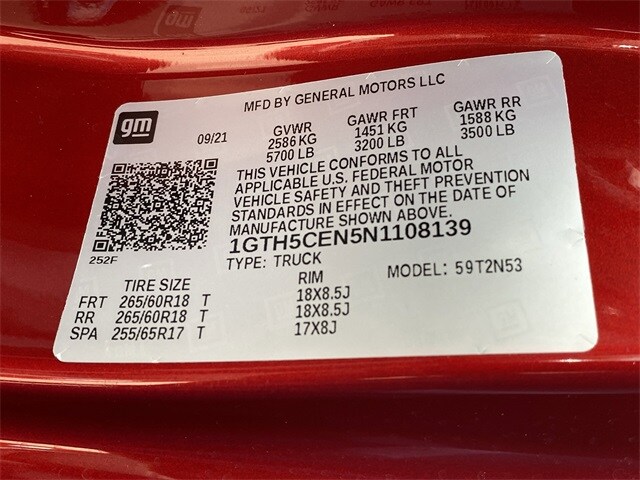 MFD BY GENERAL MOTORS LLC
gm
09/21
GVWR GAWR FRT GAWR RR
2586 KG 1451 KG 1588 KG
5700 LB 3200 LB 3500 LB
THIS VEHICLE CONFORMS TO ALL
APPLICABLE U.S. FEDERAL MOTOR
VEHICLE SAFETY AND THEFT PREVENTION
STANDARDS IN EFFECT ON THE DATE OF
MANUFACTURE SHOWN ABOVE.
1GTH5CEN5N1108139
252F
TYPE: TRUCK MODEL: 59T2N53
TIRE SIZE RIM
FRT 265/60R18 T 18X8.5J
RR 265/60R18 T 18X8.5J
SPA 255/65R17 T 17X8J